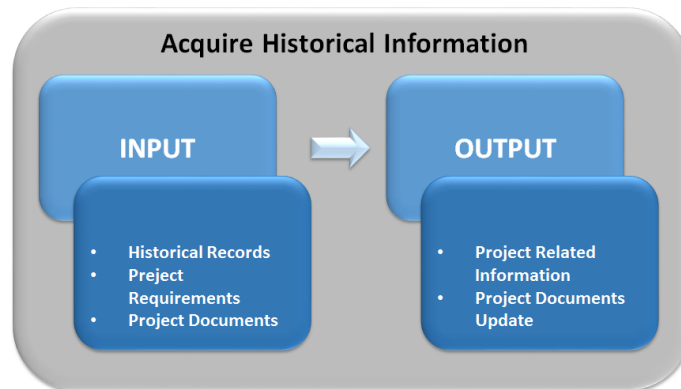 Acquire Historical Information
INPUT
• Historical Records
• Preject
Requirements
• Project Documents
OUTPUT
• Project Related
Information
• Project Documents
Update